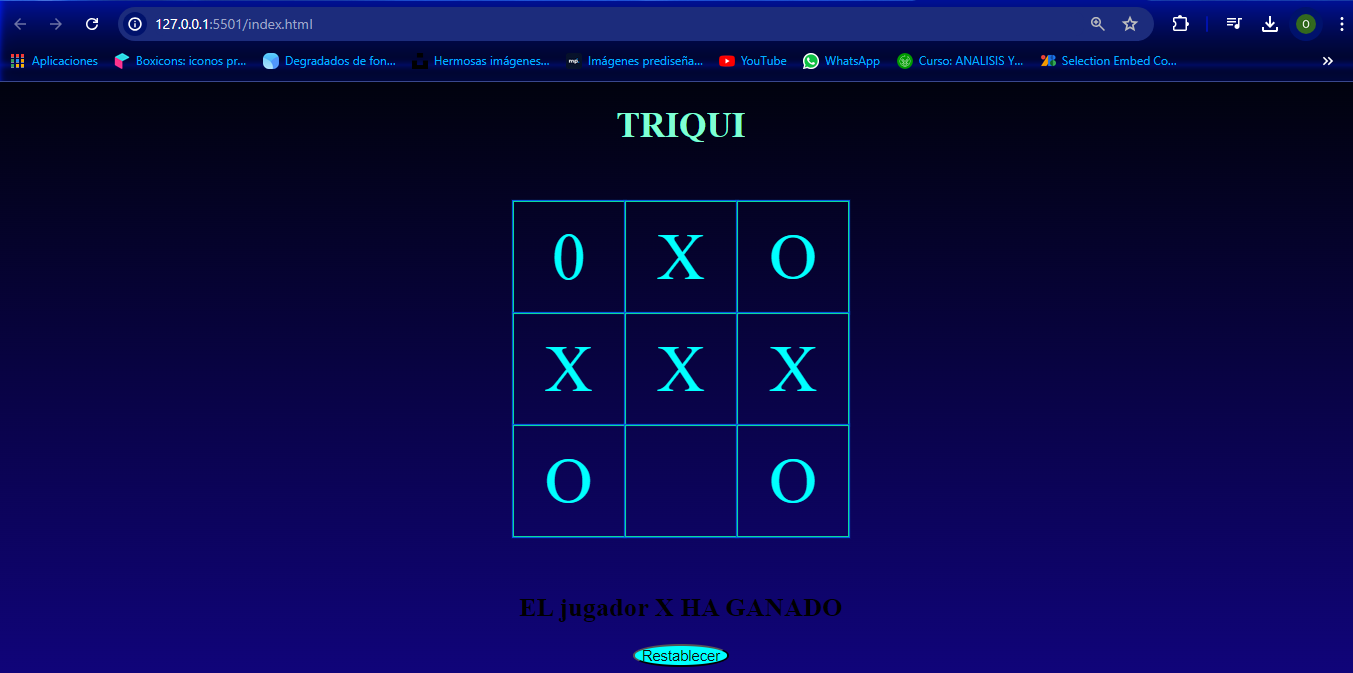 127.0.0.1:5501/index.html
O
Aplicaciones Boxicons: iconos pr... Degradados de fon... Hermosas imágenes... mp. Imágenes prediseña... YouTube WhatsApp Curso: ANALISIS Y... Selection Embed Co... »
TRIQUI
0 X O
X X X
O O
EL jugador X HA GANADO
Restablecer